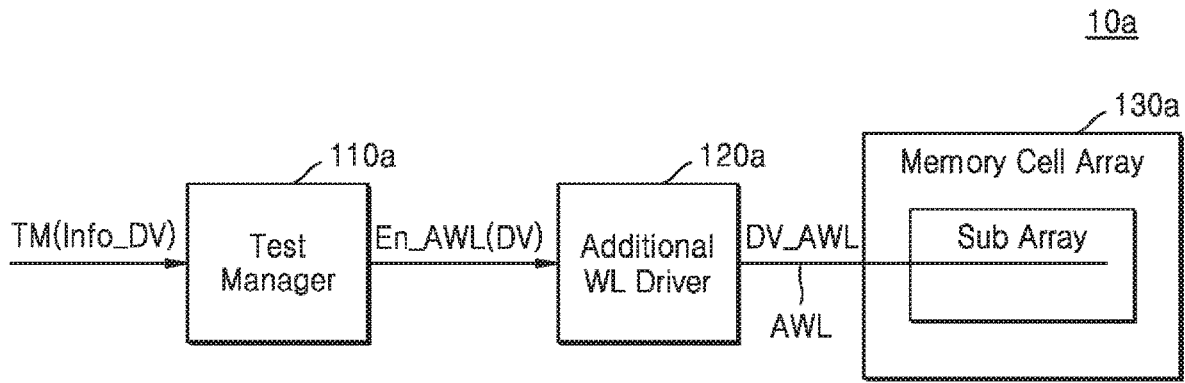 10a
130a
110a
120a
Memory Cell Array
TM(Info_DV)
Test
Manager
En_AWL(DV)
Additional
WL Driver
DV_AWL
AWL
Sub Array